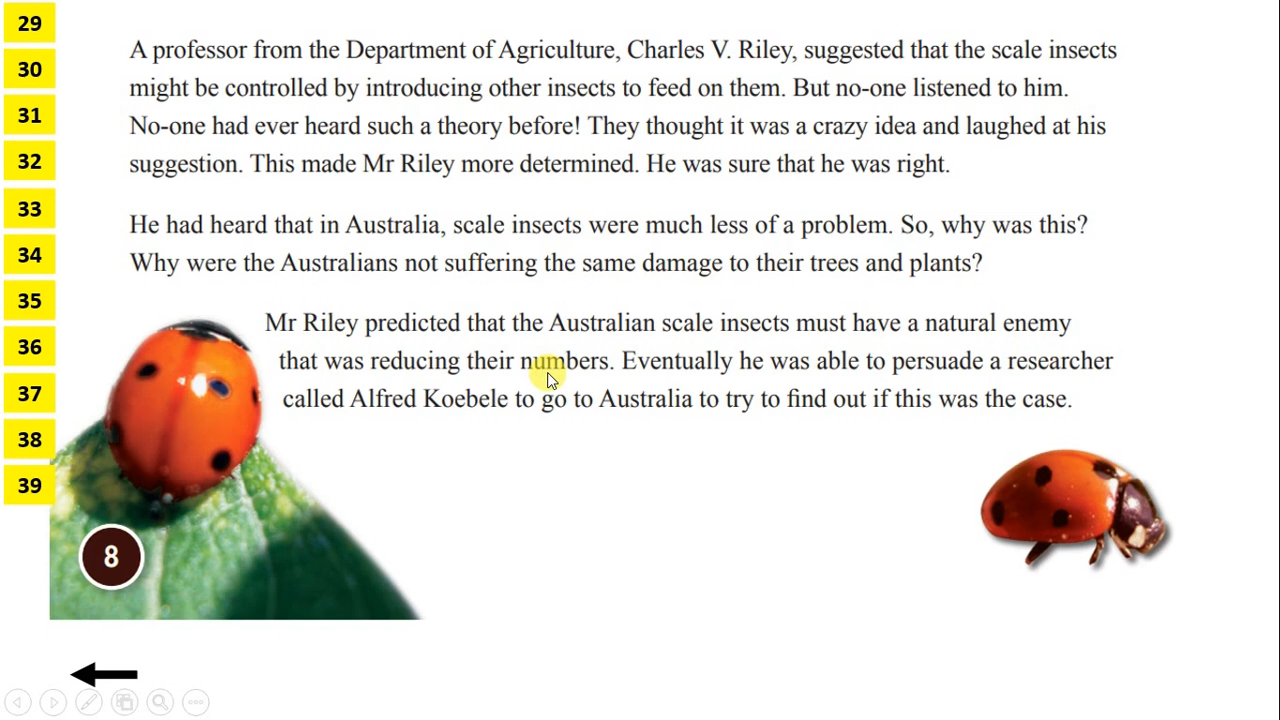 29
30
31
32
33
34
35
36
37
38
39
A professor from the Department of Agriculture, Charles V. Riley, suggested that the scale insects
might be controlled by introducing other insects to feed on them. But no-one listened to him.
No-one had ever heard such a theory before! They thought it was a crazy idea and laughed at his
suggestion. This made Mr Riley more determined. He was sure that he was right.
He had heard that in Australia, scale insects were much less of a problem. So, why was this?
Why were the Australians not suffering the same damage to their trees and plants?
Mr Riley predicted that the Australian scale insects must have a natural enemy
that was reducing their numbers. Eventually he was able to persuade a researcher
called Alfred Koebele to go to Australia to try to find out if this was the case.
8